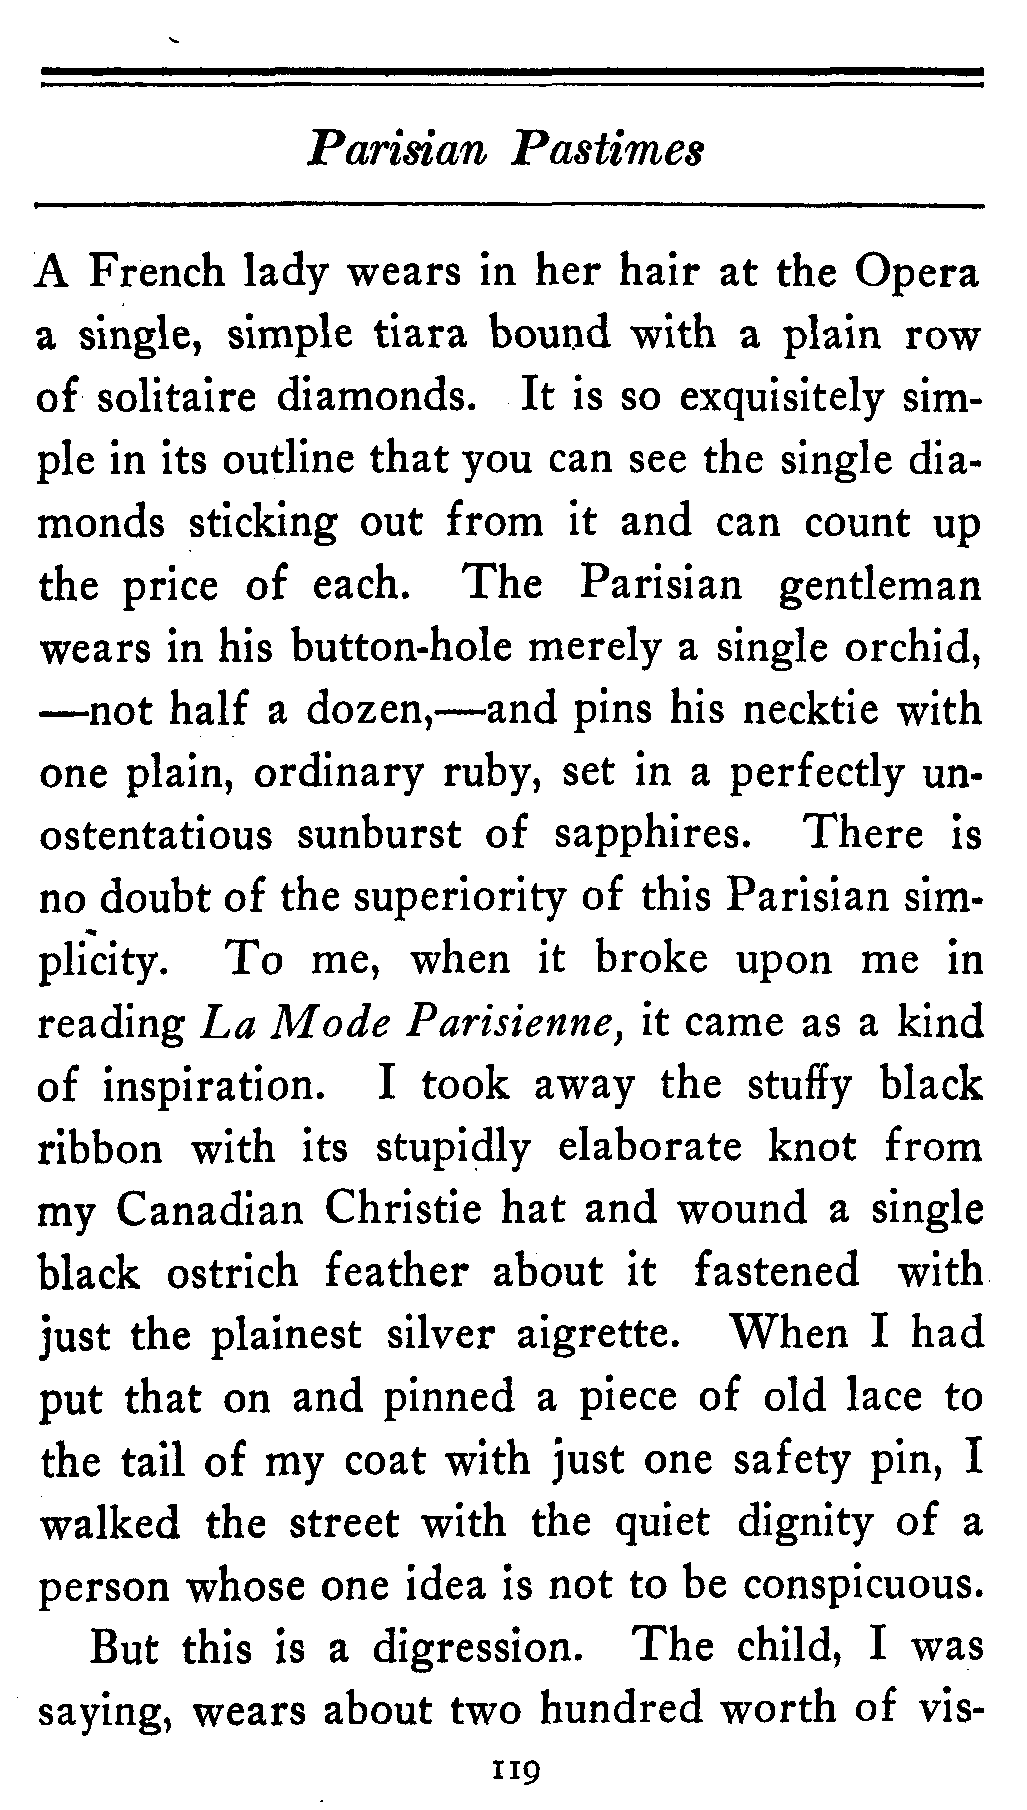 Parisian Pastimes
A French lady wears in her hair at the Opera
a single, simple tiara bound with a plain row
of solitaire diamonds. It is so exquisitely sim-
ple in its outline that you can see the single dia-
monds sticking out from it and can count up
the price of each. The Parisian gentleman
wears in his button-hole merely a single orchid,
—not half a dozen,—and pins his necktie with
one plain, ordinary ruby, set in a perfectly un-
ostentatious sunburst of sapphires. There is
no doubt of the superiority of this Parisian sim-
plicity. To me, when it broke upon me in
reading La Mode Parisienne, it came as a kind
of inspiration. I took away the stuffy black
ribbon with its stupidly elaborate knot from
my Canadian Christie hat and wound a single
black ostrich feather about it fastened with
just the plainest silver aigrette. When I had
put that on and pinned a piece of old lace to
the tail of my coat with just one safety pin, I
walked the street with the quiet dignity of a
person whose one idea is not to be conspicuous.
But this is a digression. The child, I was
saying, wears about two hundred worth of vis-
119